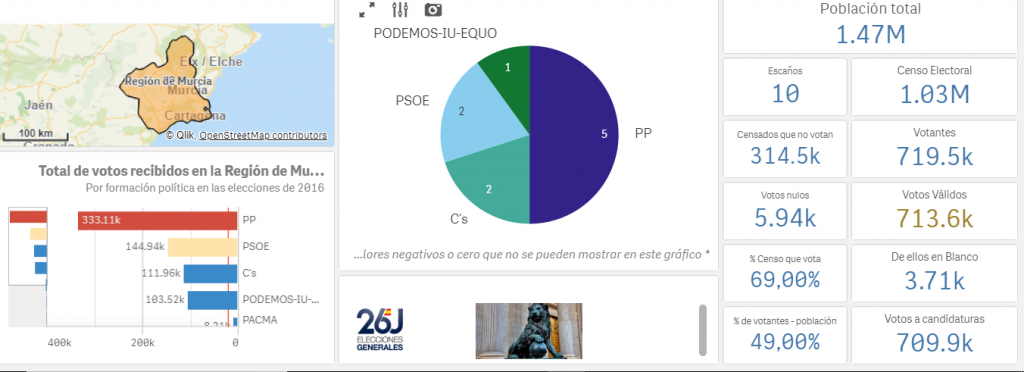 Elx / Elche
Región de Murcia
Murcia
Jaén
Cartagena
100 km
© Qlik, OpenStreetMap contributors
Total de votos recibidos en la Región de Mu...
Por formación política en las elecciones de 2016
333.11k
PP
144.94k
PSOE
111.96k
C's
103.52k
PODEMOS-IU-...
PACMA
400k
200k
0
PODEMOS-IU-EQUO
1
PSOE
2
5
PP
2
C's
...lores negativos o cero que no se pueden mostrar en este gráfico *
26J
ELECCIONES
GENERALES
Población total
1.47M
Escaños
10
Censo Electoral
1.03M
Censados que no votan
314.5k
Votantes
719.5k
Votos nulos
5.94k
Votos Válidos
713.6k
% Censo que vota
69,00%
De ellos en Blanco
3.71k
% de votantes - población
49,00%
Votos a candidaturas
709.9k